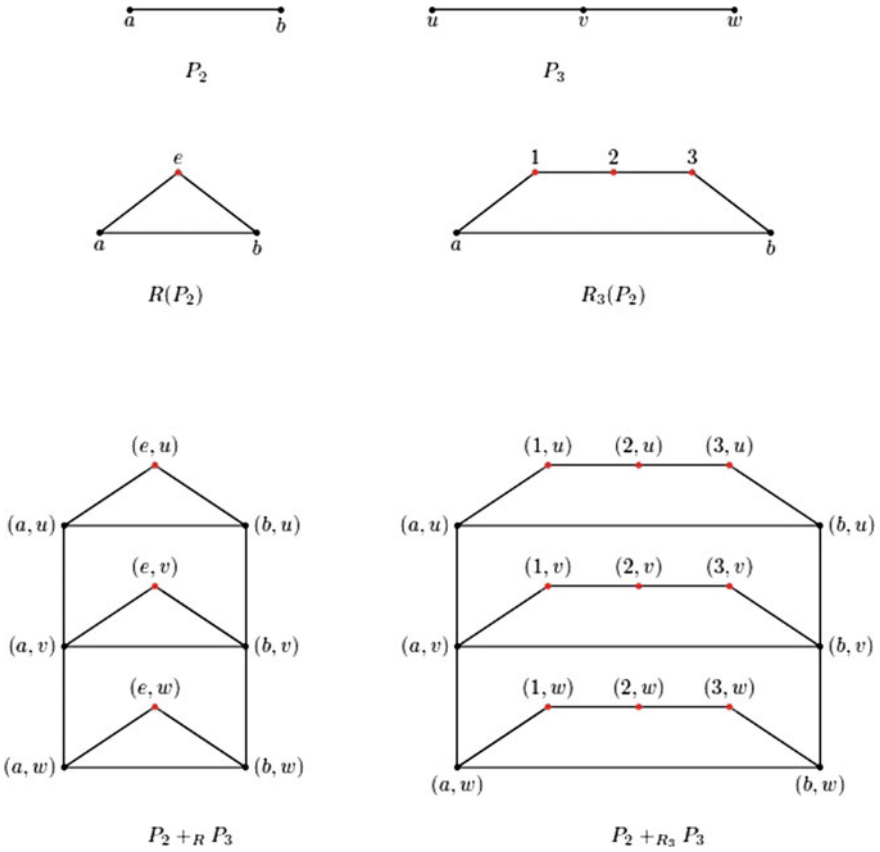 a b u v w
P2 P3
e 1 2 3
a b a b
R(P2) R3(P2)
(e, u) (1, u) (2, u) (3, u)
(a, u) (b, u) (a, u) (b, u)
(e, v) (1, v) (2, v) (3, v)
(a, v) (b, v) (a, v) (b, v)
(e, w) (1, w) (2, w) (3, w)
(a, w) (b, w) (a, w) (b, w)
P2 +R P3 P2 +R3 P3